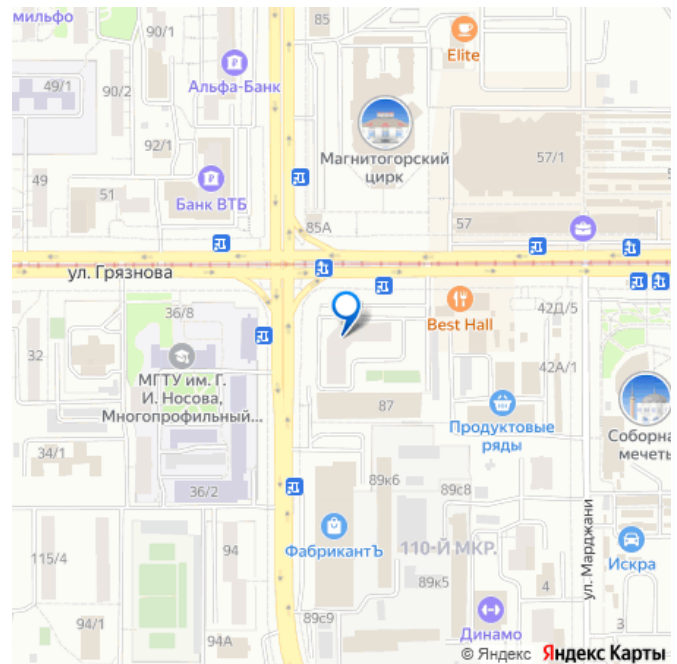 мильфо
90/1
85
Elite
49/1
90/2
Альфа-Банк
92/1
Магнитогорский
цирк
57/1
49
51
Банк ВТБ
85А
57
ул. Грязнова
36/8
Best Hall
42Д/5
32
МГТУ им. Г.
И. Носова,
Многопрофильный...
42А/1
87
Продуктовые
ряды
Соборна
мечеть
34/1
36/2
89к6
89с8
ул. Марджани
94
ФабрикантЪ
110-Й МКР.
Искра
115/4
89к5
4
94/1
94А
89с9
Динамо
3
© Яндекс Яндекс Карты